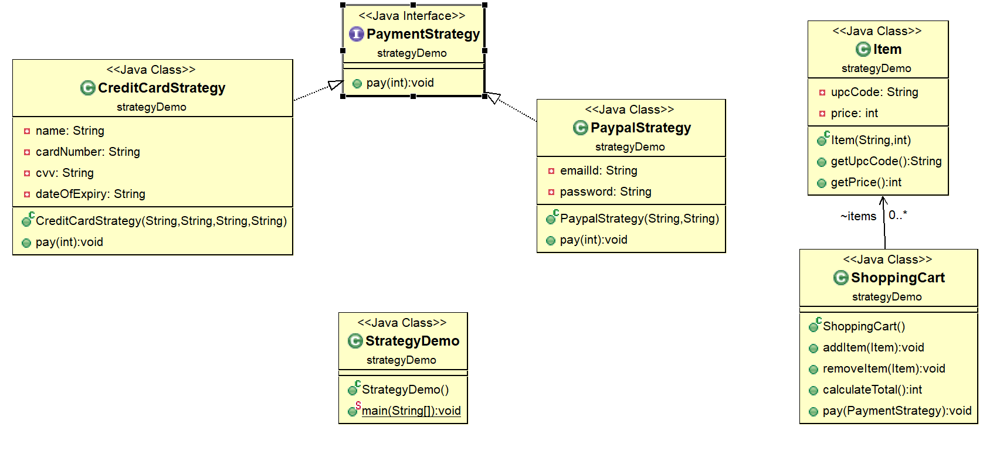 <<Java Interface>>
PaymentStrategy
strategyDemo
pay(int):void
<<Java Class>>
CreditCardStrategy
strategyDemo
name: String
cardNumber: String
cvv: String
dateOfExpiry: String
CreditCardStrategy(String,String,String,String)
pay(int):void
<<Java Class>>
PaypalStrategy
strategyDemo
emailId: String
password: String
PaypalStrategy(String,String)
pay(int):void
<<Java Class>>
Item
strategyDemo
upcCode: String
price: int
Item(String,int)
getUpcCode():String
getPrice():int
~items 0..*
<<Java Class>>
ShoppingCart
strategyDemo
ShoppingCart()
addItem(Item):void
removeItem(Item):void
calculateTotal():int
pay(PaymentStrategy):void
<<Java Class>>
StrategyDemo
strategyDemo
StrategyDemo()
main(String[]):void